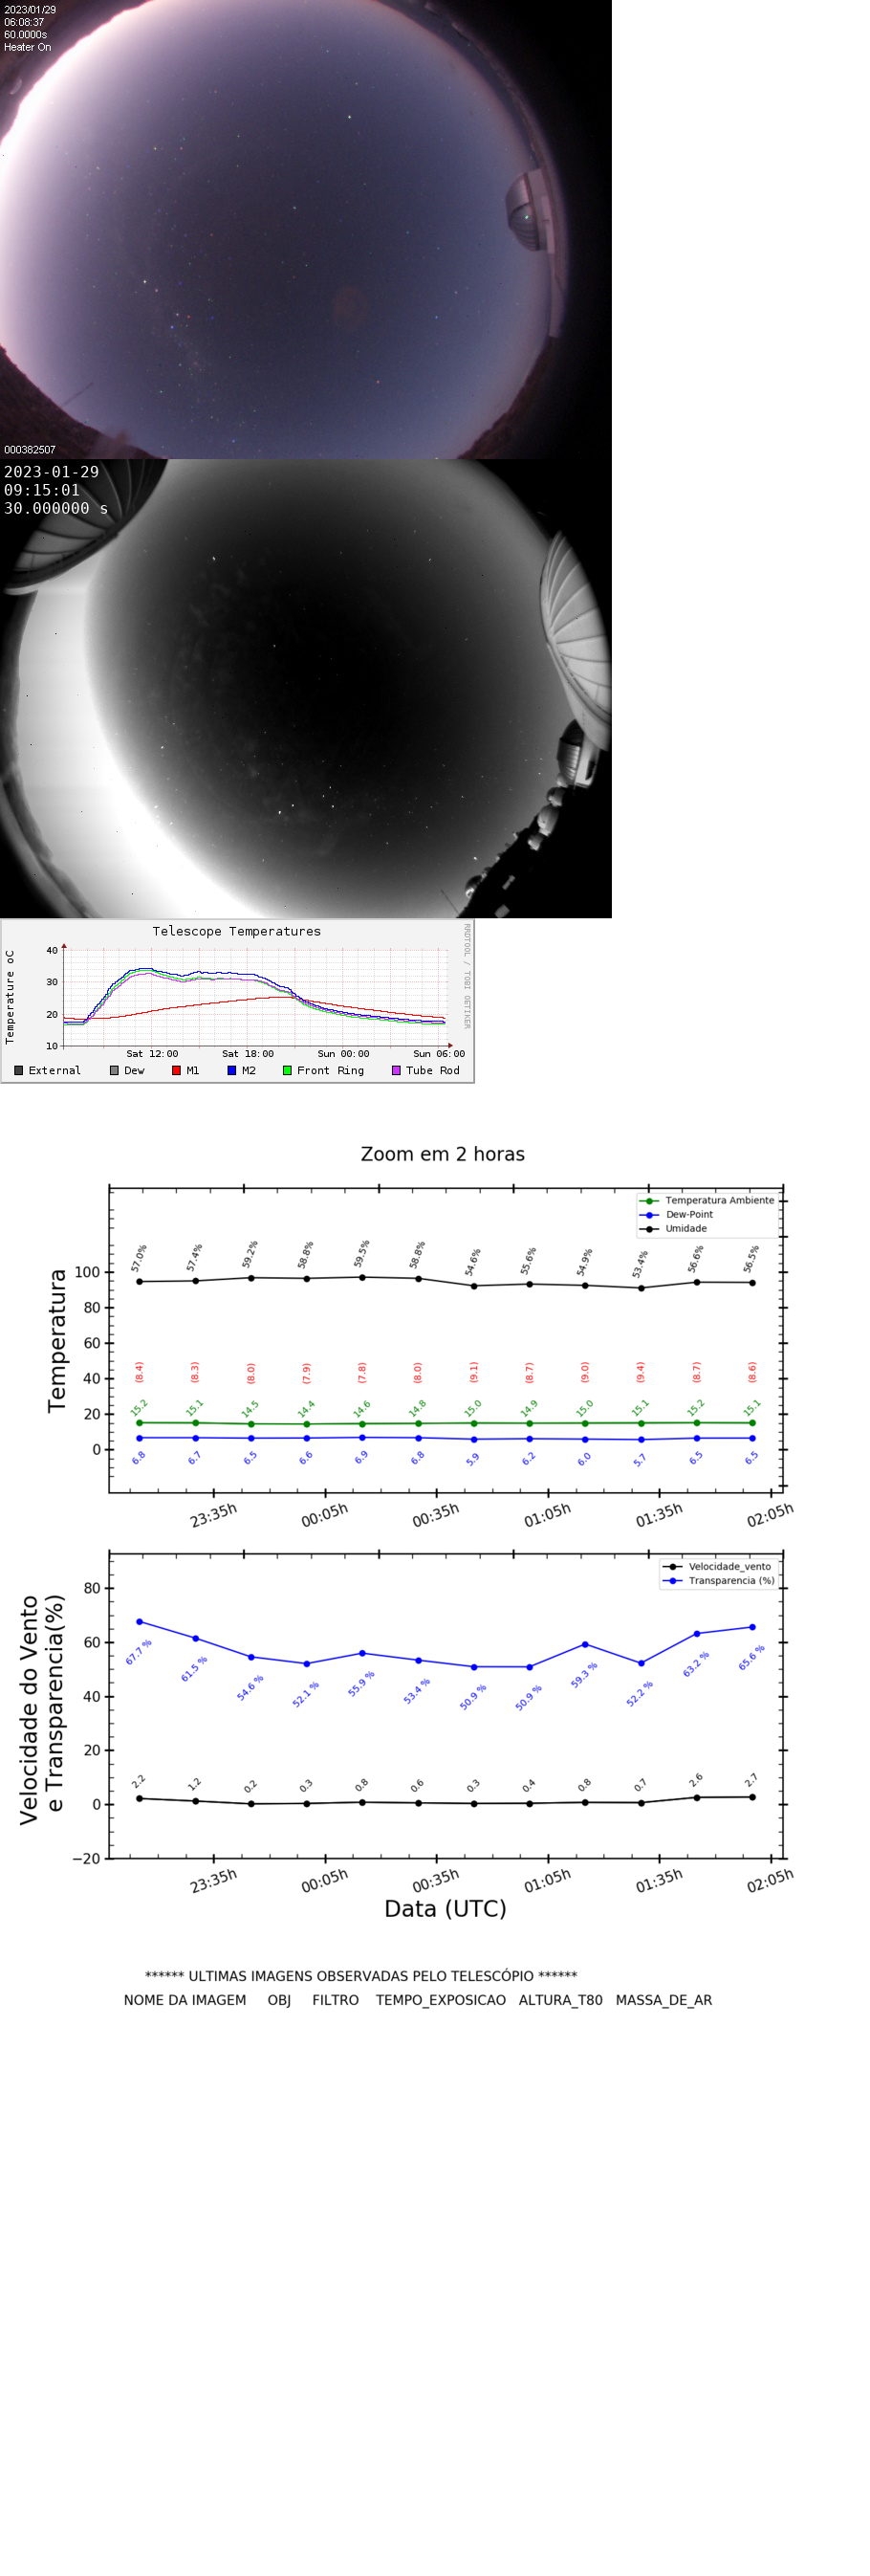 2023/01/29
06:08:37
60.0000s
Heater On
000382507
2023-01-29
09:15:01
30.000000 s
Telescope Temperatures
RRDTOOL / TOBI OETIKER
Temperature oC
40
30
20
10
Sat 12:00 Sat 18:00 Sun 00:00 Sun 06:00
External Dew M1 M2 Front Ring Tube Rod
Zoom em 2 horas
Temperatura Ambiente
Dew-Point
Umidade
Temperatura
100
80
60
40
20
0
57.0% 57.4% 59.2% 58.8% 59.5% 58.8% 54.6% 55.6% 54.9% 53.4% 56.6% 56.5%
(8.4) (8.3) (8.0) (7.9) (7.8) (8.0) (9.1) (8.7) (9.0) (9.4) (8.7) (8.6)
15.2 15.1 14.5 14.4 14.6 14.8 15.0 14.9 15.0 15.1 15.2 15.1
6.8 6.7 6.5 6.6 6.9 6.8 5.9 6.2 6.0 5.7 6.5 6.5
23:35h 00:05h 00:35h 01:05h 01:35h 02:05h
Velocidade_vento
Transparencia (%)
Velocidade do Vento
e Transparencia(%)
80
60
40
20
0
−20
67.7 % 61.5 % 54.6 % 52.1 % 55.9 % 53.4 % 50.9 % 50.9 % 59.3 % 52.2 % 63.2 % 65.6 %
2.2 1.2 0.2 0.3 0.8 0.6 0.3 0.4 0.8 0.7 2.6 2.7
23:35h 00:05h 00:35h 01:05h 01:35h 02:05h
Data (UTC)
****** ULTIMAS IMAGENS OBSERVADAS PELO TELESCÓPIO ******
NOME DA IMAGEM OBJ FILTRO TEMPO_EXPOSICAO ALTURA_T80 MASSA_DE_AR